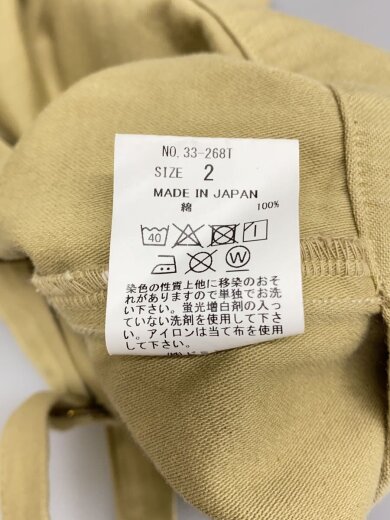 NO. 33-268T
SIZE 2
MADE IN JAPAN
綿 100%
40
W
染色の性質上他に移染のおそ
れがありますので単独でお洗
い下さい。蛍光増白剤の入っ
ていない洗剤を使用して下さ
い。アイロンは当て布を使用
して下さい。